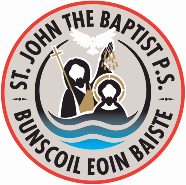 ST. JOHN THE BAPTIST P.S.
BUNSCOIL EOIN BAISTE